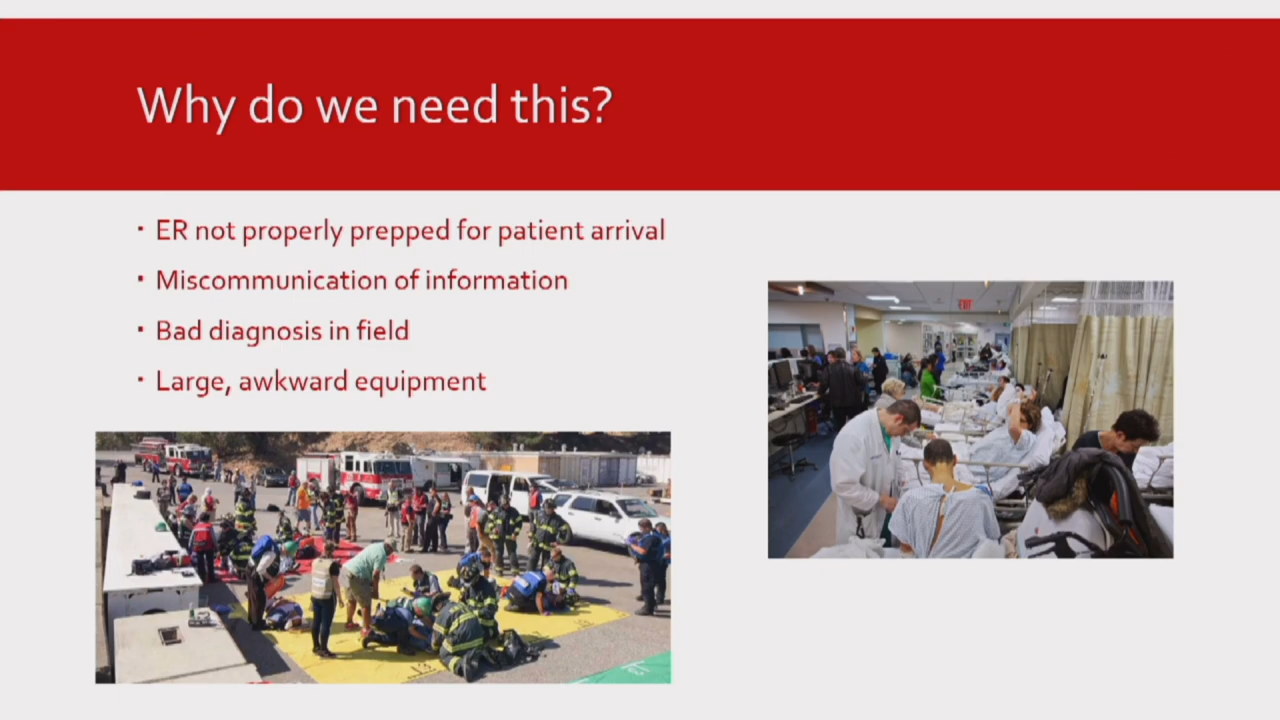 Why do we need this?
ER not properly prepped for patient arrival
Miscommunication of information
Bad diagnosis in field
Large, awkward equipment
EXIT